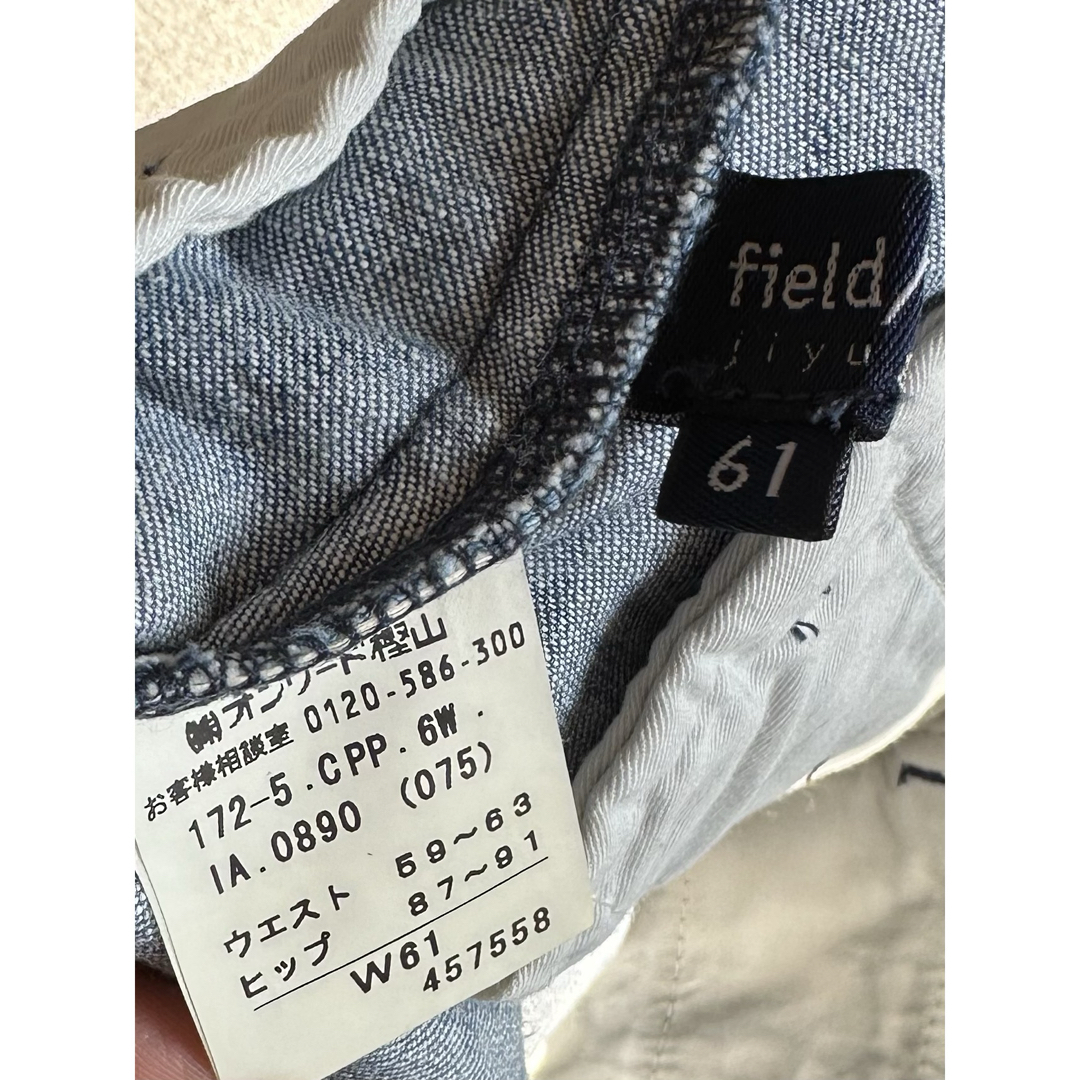 field/
jiyu
61
㈱オンワード樫山
お客様相談室 0120-586-300
172-5.CPP.6W.
IA.0890 (075)
ウエスト 59~63
ヒップ 87~91
W61
457558